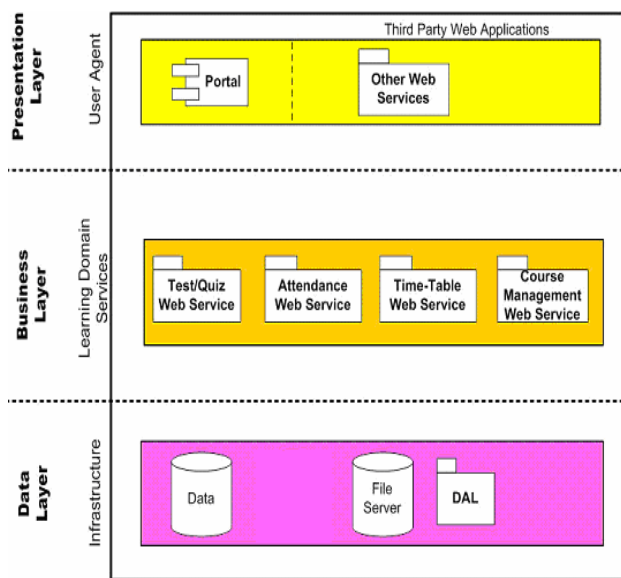 Third Party Web Applications
Presentation
Layer
User Agent
Portal
Other Web
Services
Business
Layer
Learning Domain
Services
Test/Quiz
Web Service
Attendance
Web Service
Time-Table
Web Service
Course
Management
Web Service
Data
Layer
Infrastructure
Data
File
Server
DAL